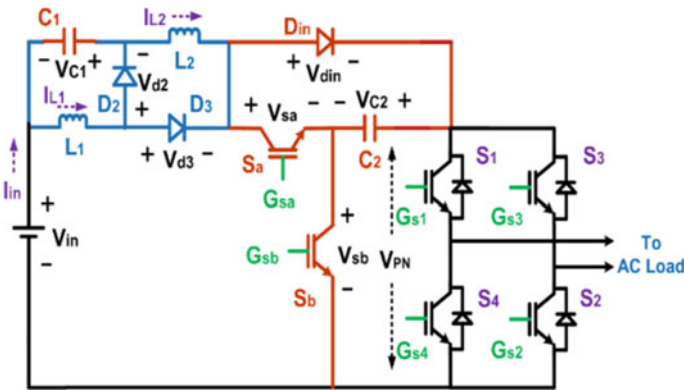 C1 IL2 Din
- VC1 + - L2 + Vdin -
IL1 D2 Vd2 D3 + Vsa - - VC2 +
L1 + Vd3 - Sa C2 S1 S3
Iin Gsa Gs1 Gs3
+ Vin - Gsb + Vsb - VPN To
Sb AC Load
S4 S2
Gs4 Gs2